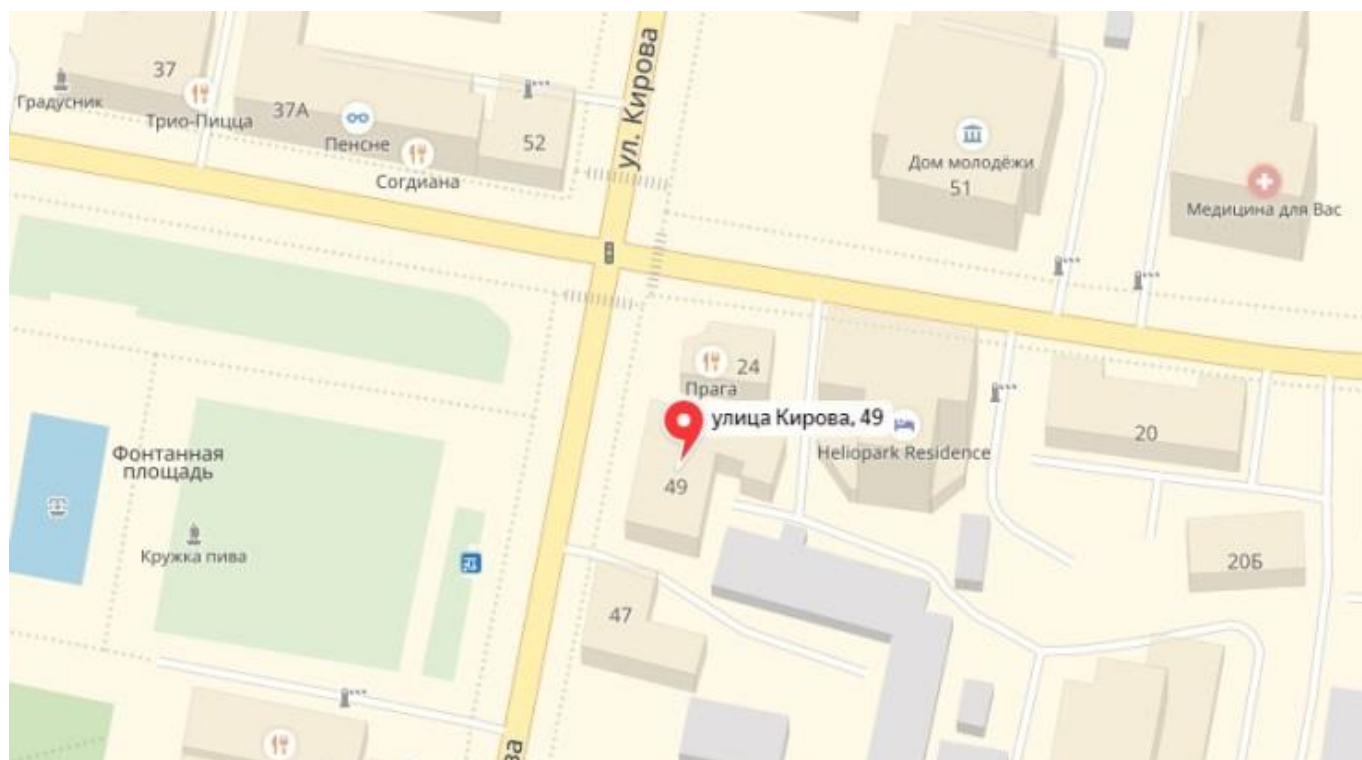 ул. Кирова
37
Градусник
Трио-Пицца
37А
Пенсне
52
Согдиана
Дом молодёжи
51
Медицина для Вас
24
Прага
улица Кирова, 49
Heliopark Residence
20
49
Фонтанная
площадь
Кружка пива
20Б
47
ва